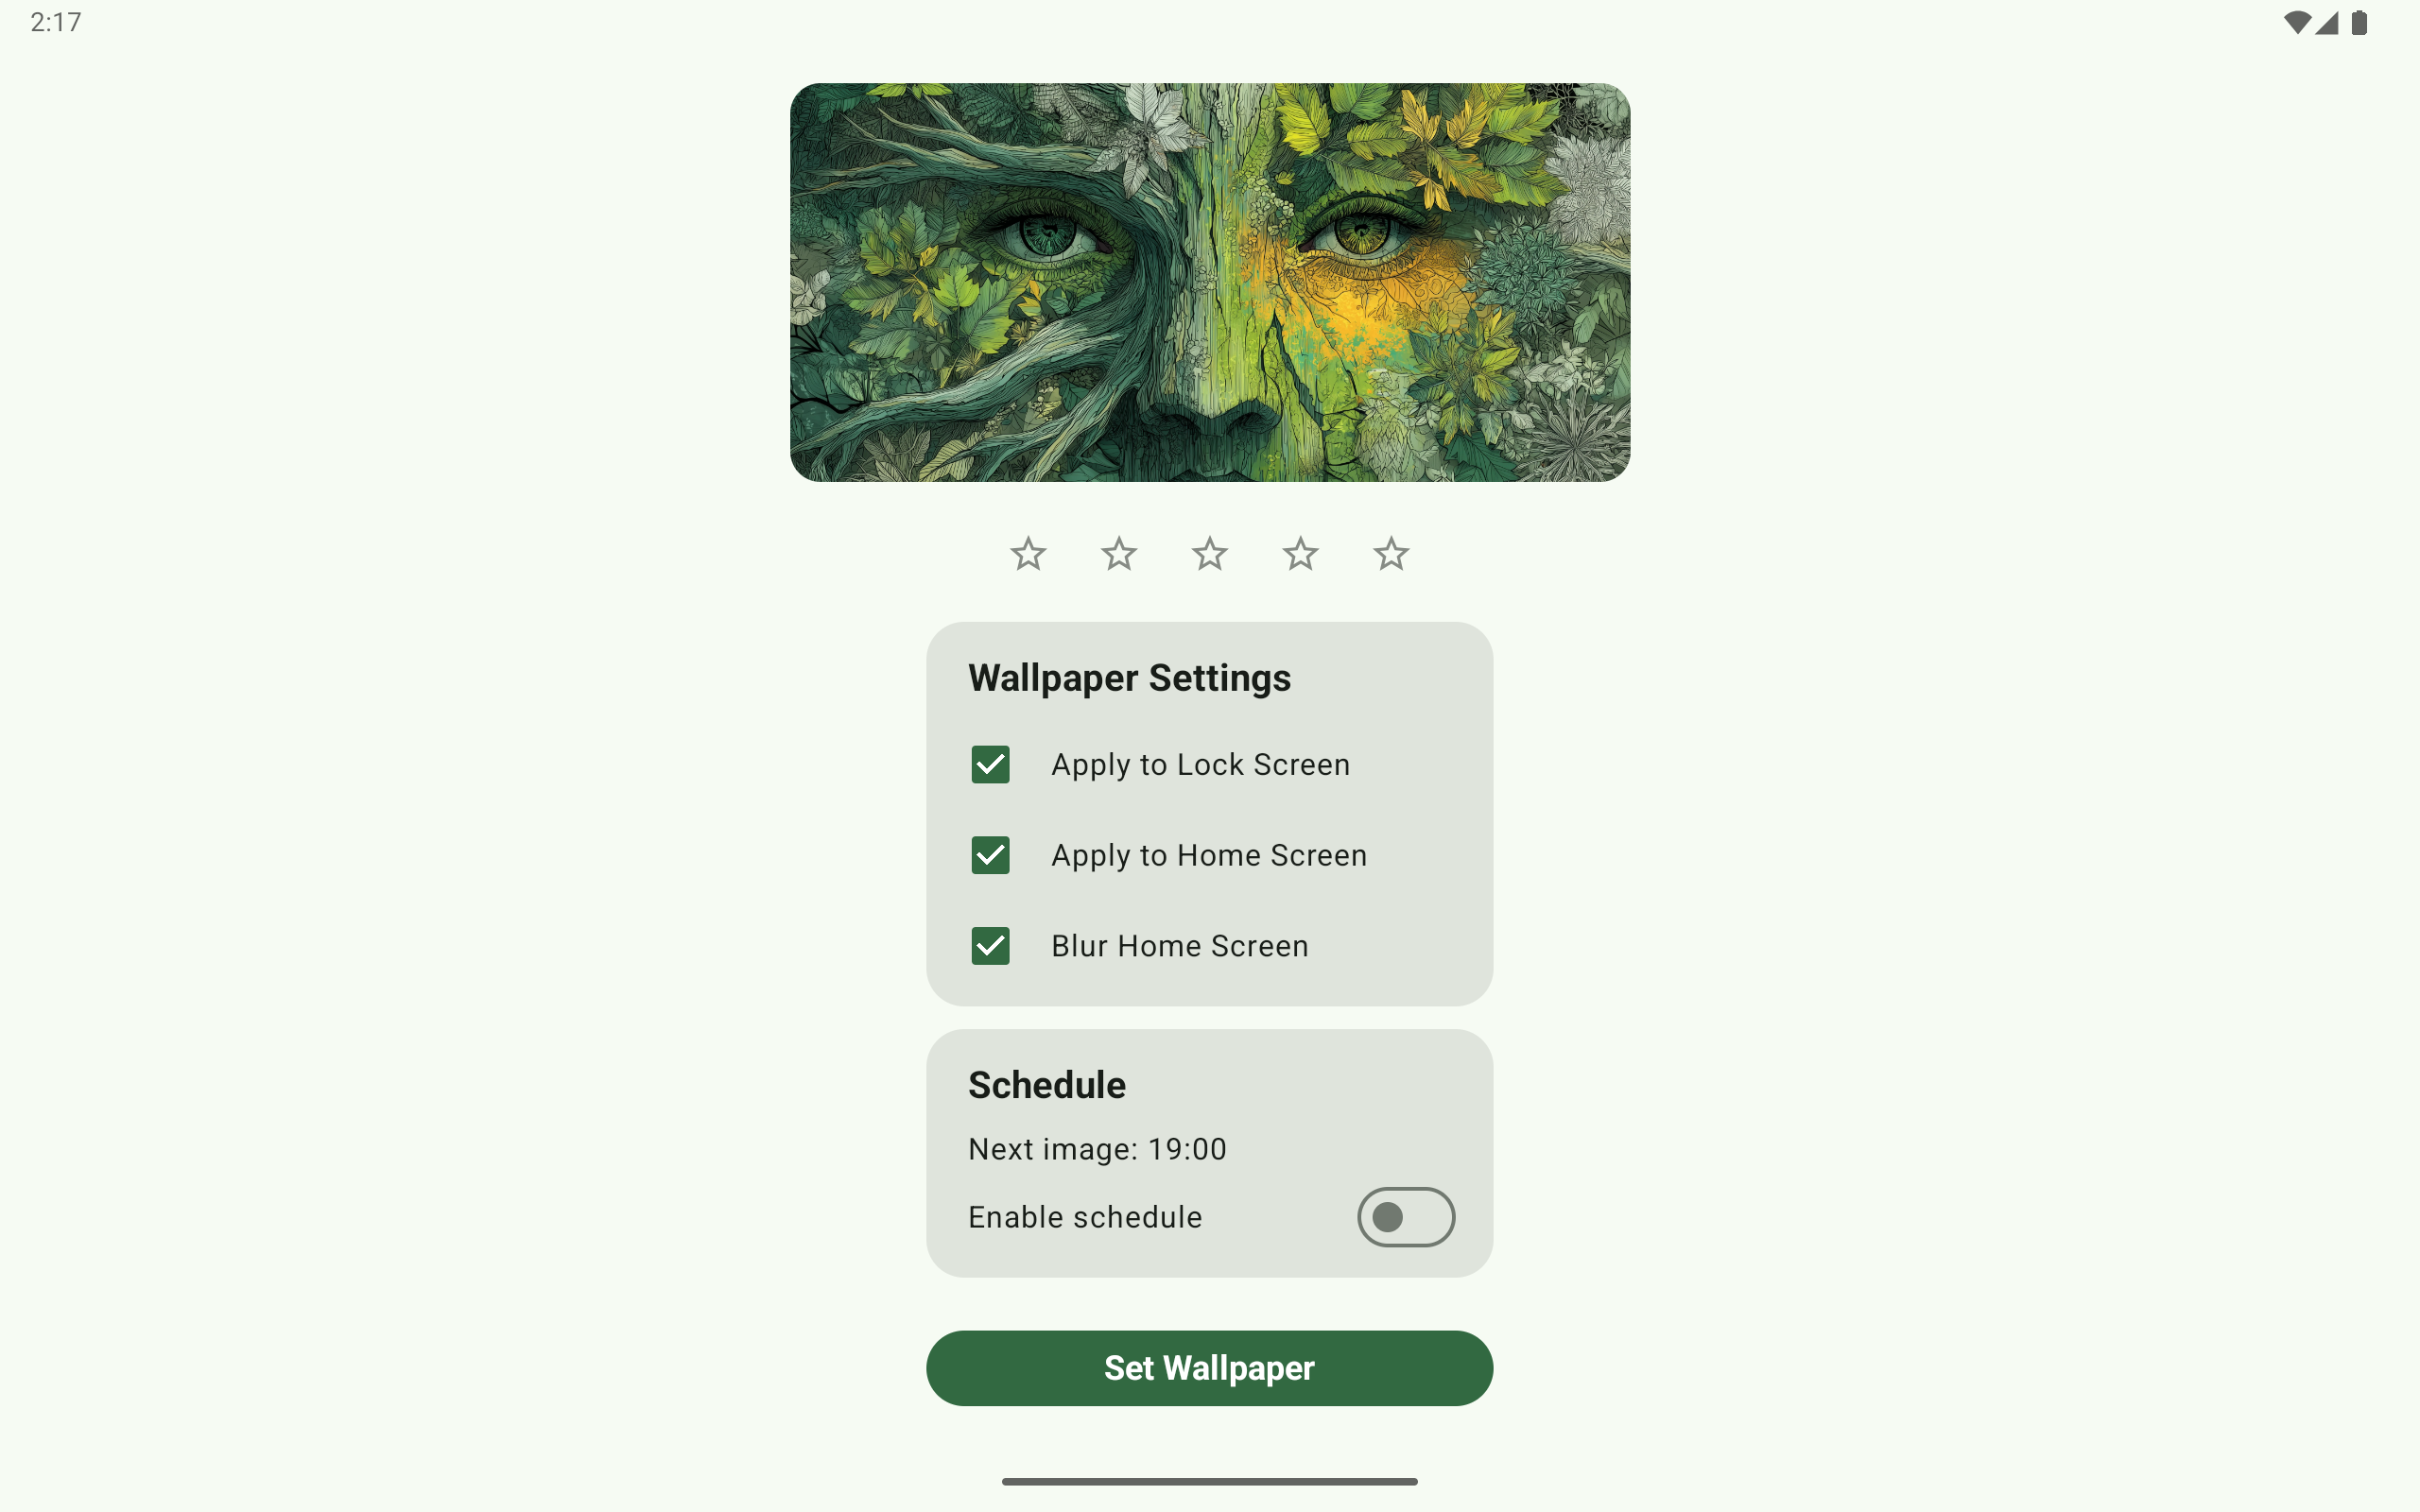 2:17
Wallpaper Settings
Apply to Lock Screen
Apply to Home Screen
Blur Home Screen
Schedule
Next image: 19:00
Enable schedule
Set Wallpaper